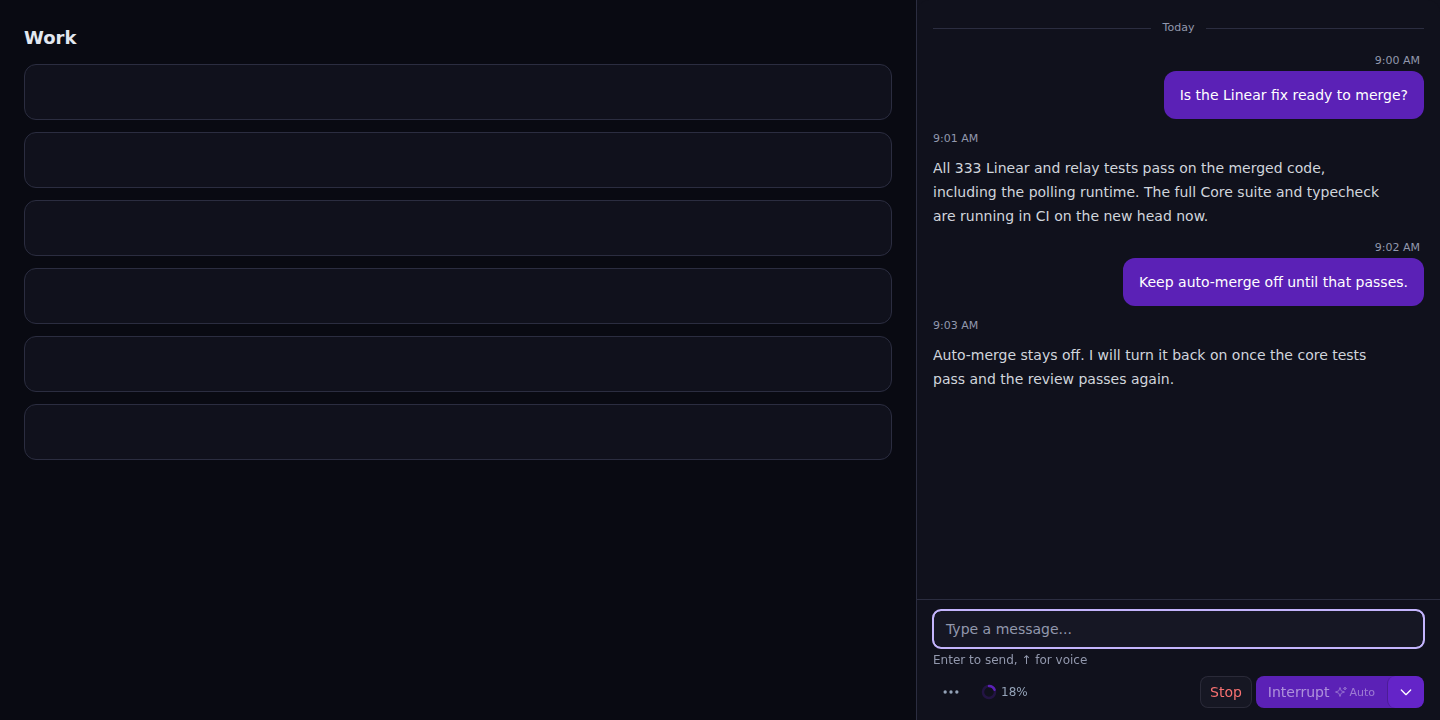 Work
Today
9:00 AM
Is the Linear fix ready to merge?
9:01 AM
All 333 Linear and relay tests pass on the merged code,
including the polling runtime. The full Core suite and typecheck
are running in CI on the new head now.
9:02 AM
Keep auto-merge off until that passes.
9:03 AM
Auto-merge stays off. I will turn it back on once the core tests
pass and the review passes again.
Type a message...
Enter to send, ↑ for voice
18%
Stop
Interrupt Auto